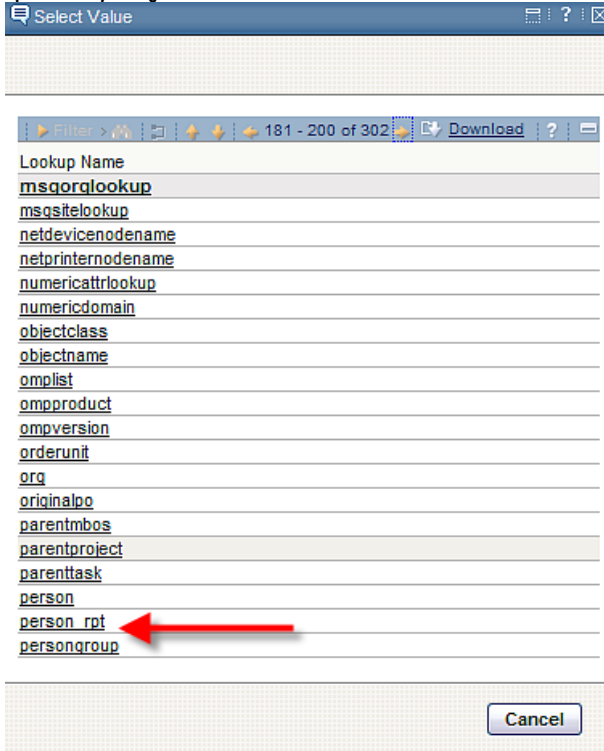 Select Value
Filter > 181 - 200 of 302 Download ?
Lookup Name
msgorglookup
msgsitelookup
netdevicenodename
netprinternodename
numericattrlookup
numericdomain
objectclass
objectname
omplist
ompproduct
ompversion
orderunit
org
originalpo
parentmbos
parentproject
parenttask
person
person_rpt
persongroup
Cancel